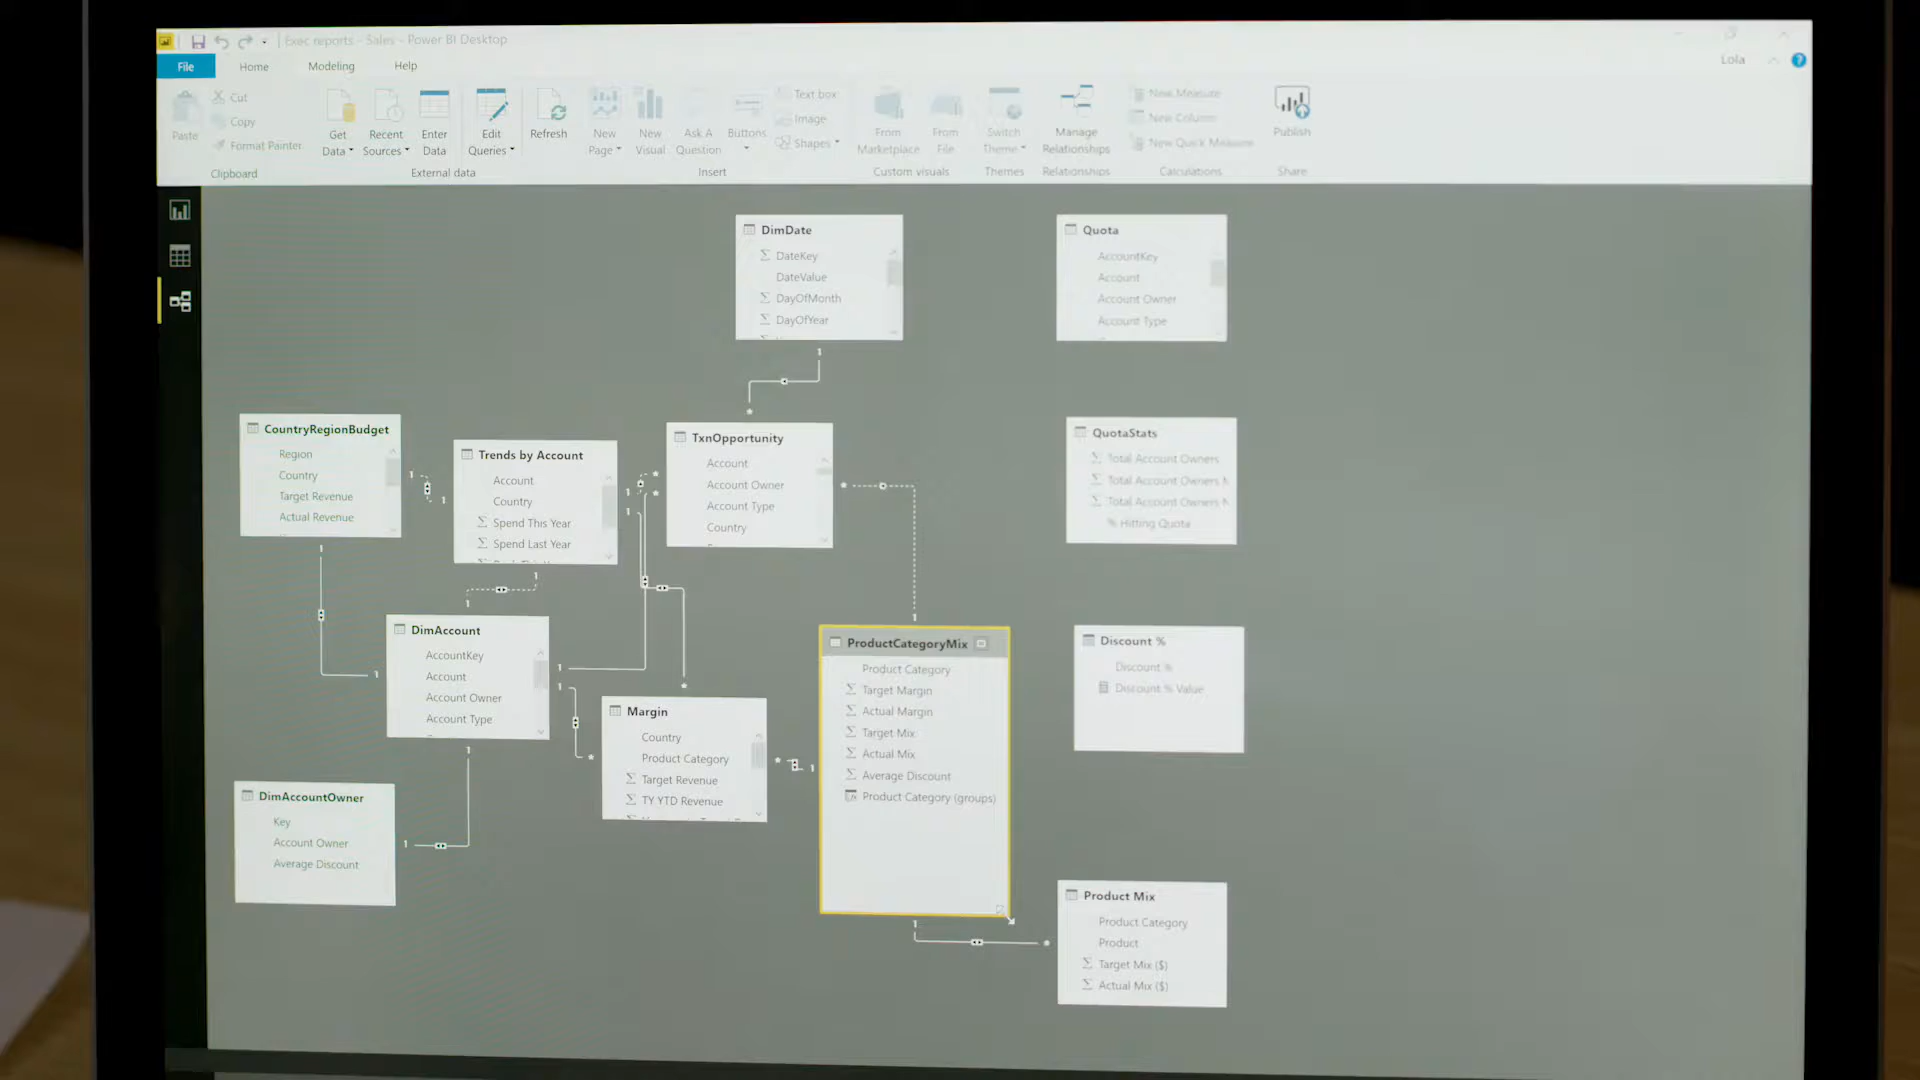 Exec reports - Sales - Power BI Desktop
Lola
File Home Modeling Help
Paste
Cut
Copy
Format Painter
Clipboard
Get Data
Recent Sources
Enter Data
Edit Queries
Refresh
External data
New Page
New Visual
Ask A Question
Buttons
Text box
Image
Shapes
Insert
From Marketplace
From File
Custom visuals
Switch Theme
Themes
Manage Relationships
Relationships
New Measure
New Column
New Quick Measure
Calculations
Publish
Share
DimDate
DateKey
DateValue
DayOfMonth
DayOfYear
Quota
AccountKey
Account
Account Owner
Account Type
CountryRegionBudget
Region
Country
Target Revenue
Actual Revenue
Trends by Account
Account
Country
Spend This Year
Spend Last Year
TxnOpportunity
Account
Account Owner
Account Type
Country
QuotaStats
Total Account Owners
Total Account Owners M
Total Account Owners M
% Hitting Quota
DimAccount
AccountKey
Account
Account Owner
Account Type
Margin
Country
Product Category
Target Revenue
TY YTD Revenue
ProductCategoryMix
Product Category
Target Margin
Actual Margin
Target Mix
Actual Mix
Average Discount
Product Category (groups)
Discount %
Discount %
Discount % Value
DimAccountOwner
Key
Account Owner
Average Discount
Product Mix
Product Category
Product
Target Mix ($)
Actual Mix ($)